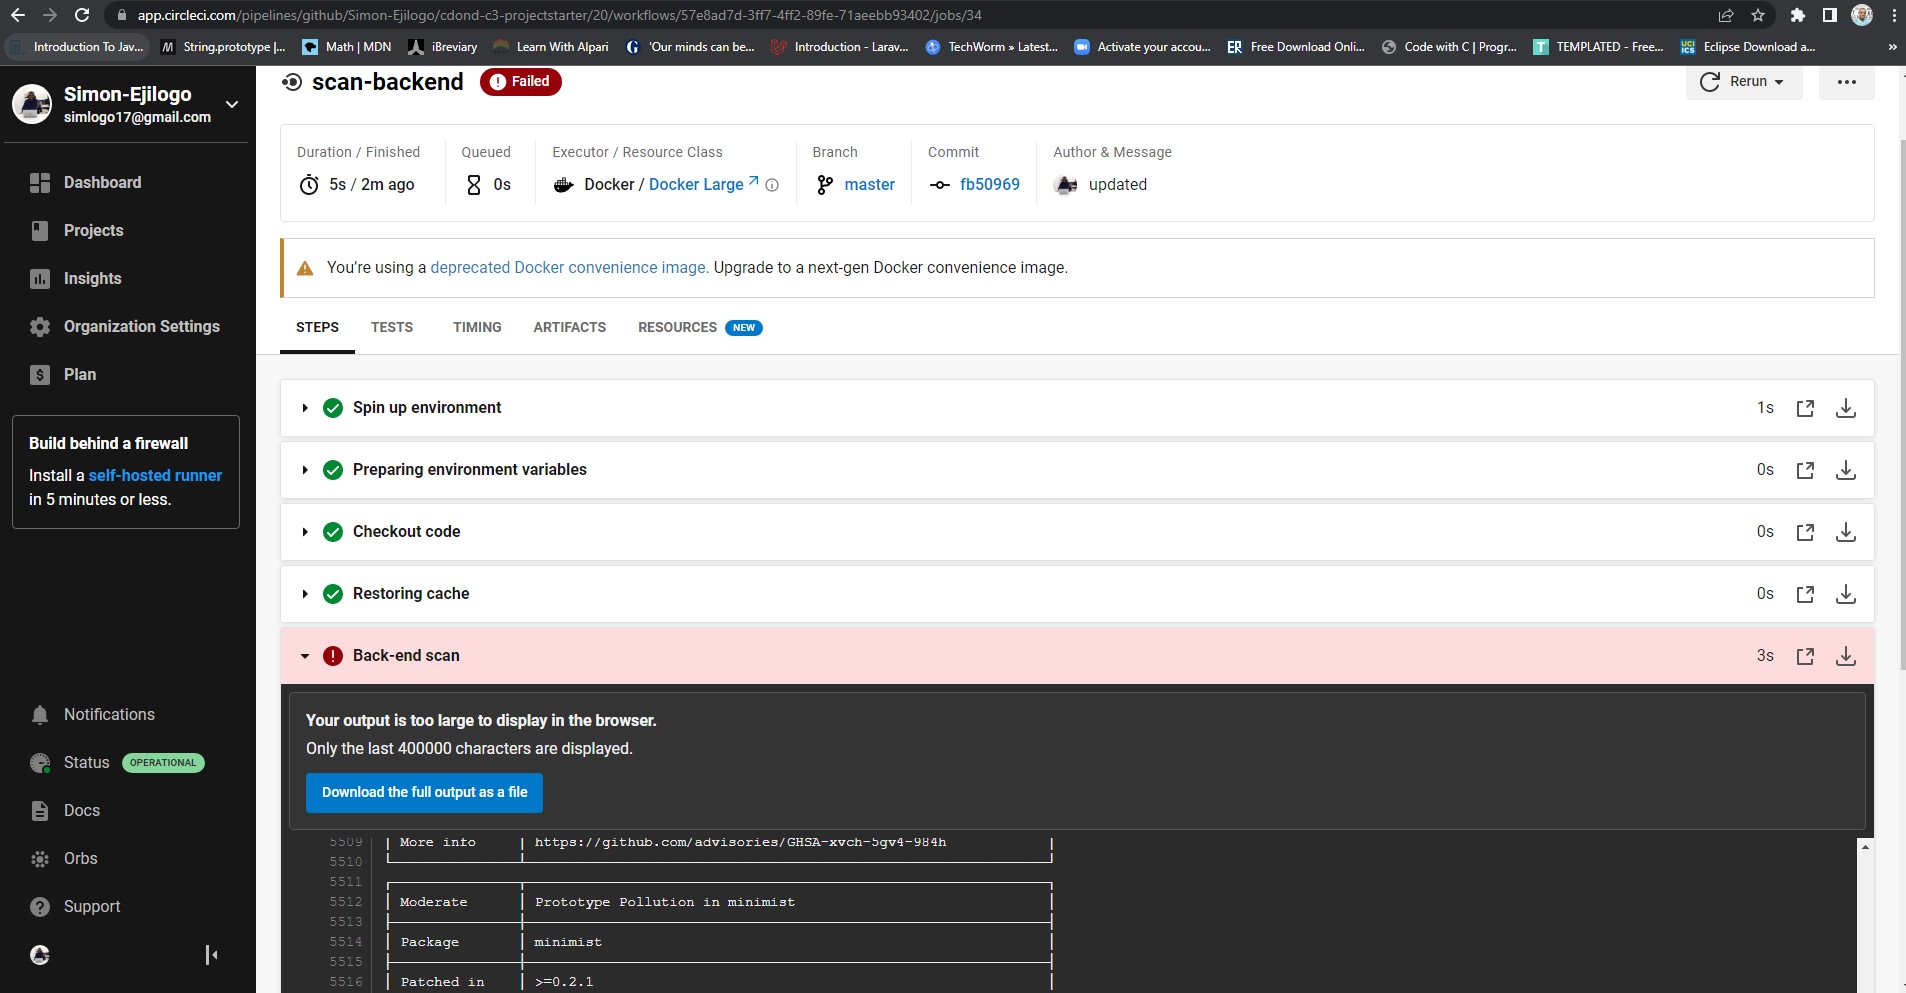 app.circleci.com/pipelines/github/Simon-Ejilogo/cdond-c3-projectstarter/20/workflows/57e8ad7d-3ff7-4ff2-89fe-71aeebb93402/jobs/34
Introduction To Jav... String.prototype |... Math | MDN iBreviary Learn With Alpari 'Our minds can be... Introduction - Larav... TechWorm » Latest... Activate your accou... ER Free Download Onli... Code with C | Progr... T TEMPLATED - Free... UCI ICS Eclipse Download a... »
Simon-Ejilogo
simlogo17@gmail.com
Dashboard
Projects
Insights
Organization Settings
Plan
Build behind a firewall
Install a self-hosted runner
in 5 minutes or less.
Notifications
Status OPERATIONAL
Docs
Orbs
Support
scan-backend Failed
Rerun
Duration / Finished Queued Executor / Resource Class Branch Commit Author & Message
5s / 2m ago 0s Docker / Docker Large master fb50969 updated
You're using a deprecated Docker convenience image. Upgrade to a next-gen Docker convenience image.
STEPS TESTS TIMING ARTIFACTS RESOURCES NEW
Spin up environment 1s
Preparing environment variables 0s
Checkout code 0s
Restoring cache 0s
Back-end scan 3s
Your output is too large to display in the browser.
Only the last 400000 characters are displayed.
Download the full output as a file
5509 │ More info │ https://github.com/advisories/GHSA-xvch-5gv4-984h │
5510
5511
5512 │ Moderate │ Prototype Pollution in minimist │
5513
5514 │ Package │ minimist │
5515
5516 │ Patched in │ >=0.2.1 │